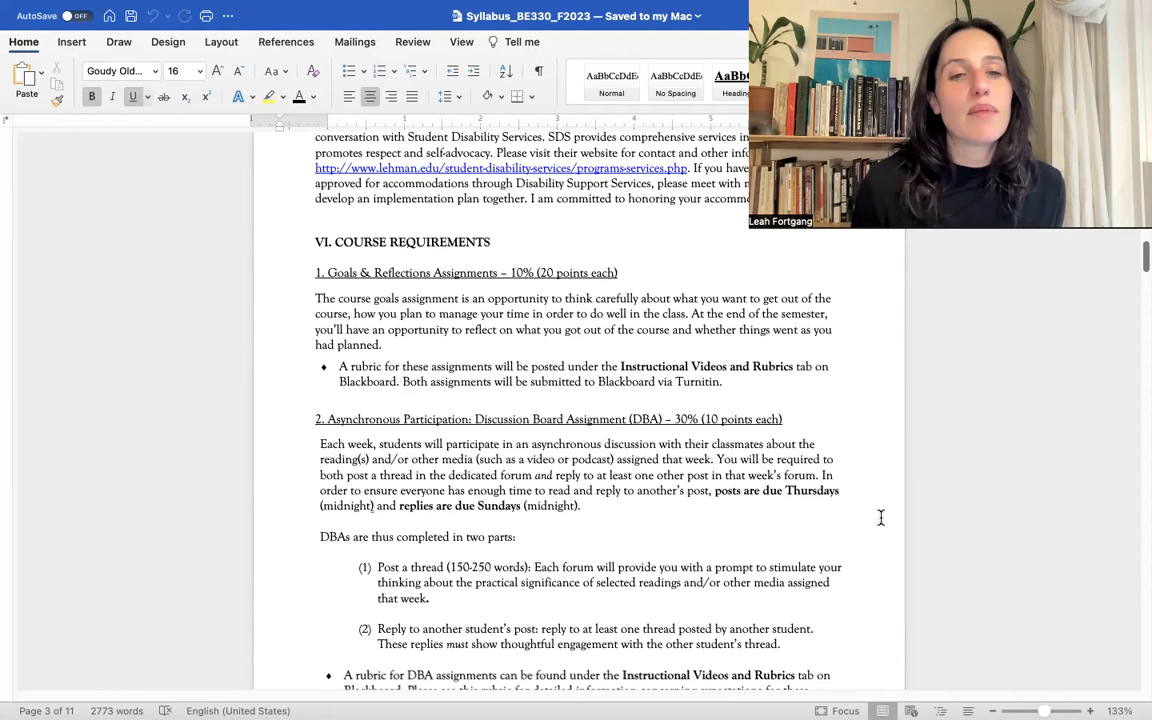 AutoSave OFF Syllabus_BE330_F2023 — Saved to my Mac
Home Insert Draw Design Layout References Mailings Review View Tell me
Paste Goudy Old... 16 Aa
B I U ab x₂ x² A A
AaBbCcDdE AaBbCcDdE AaBbCcD
Normal No Spacing Heading
1 2 3 4 5
conversation with Student Disability Services. SDS provides comprehensive services in
promotes respect and self-advocacy. Please visit their website for contact and other
http://www.lehman.edu/student-disability-services/programs-services.php. If you have
approved for accommodations through Disability Support Services, please meet with
develop an implementation plan together. I am committed to honoring your
Leah Fortgang
VI. COURSE REQUIREMENTS
1. Goals & Reflections Assignments – 10% (20 points each)
The course goals assignment is an opportunity to think carefully about what you want to get out of the
course, how you plan to manage your time in order to do well in the class. At the end of the semester,
you'll have an opportunity to reflect on what you got out of the course and whether things went as you
had planned.
♦ A rubric for these assignments will be posted under the Instructional Videos and Rubrics tab on
Blackboard. Both assignments will be submitted to Blackboard via Turnitin.
2. Asynchronous Participation: Discussion Board Assignment (DBA) – 30% (10 points each)
Each week, students will participate in an asynchronous discussion with their classmates about the
reading(s) and/or other media (such as a video or podcast) assigned that week. You will be required to
both post a thread in the dedicated forum and reply to at least one other post in that week's forum. In
order to ensure everyone has enough time to read and reply to another's post, posts are due Thursdays
(midnight) and replies are due Sundays (midnight).
DBAs are thus completed in two parts:
(1) Post a thread (150-250 words): Each forum will provide you with a prompt to stimulate your
thinking about the practical significance of selected readings and/or other media assigned
that week.
(2) Reply to another student's post: reply to at least one thread posted by another student.
These replies must show thoughtful engagement with the other student's thread.
♦ A rubric for DBA assignments can be found under the Instructional Videos and Rubrics tab on
Page 3 of 11 2773 words English (United States) Focus 133%